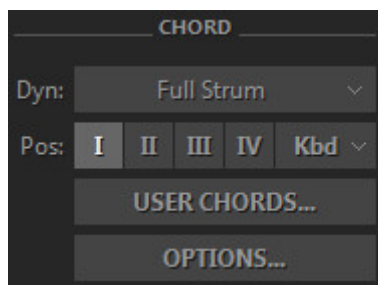 CHORD
Dyn: Full Strum
Pos: I II III IV Kbd
USER CHORDS...
OPTIONS...